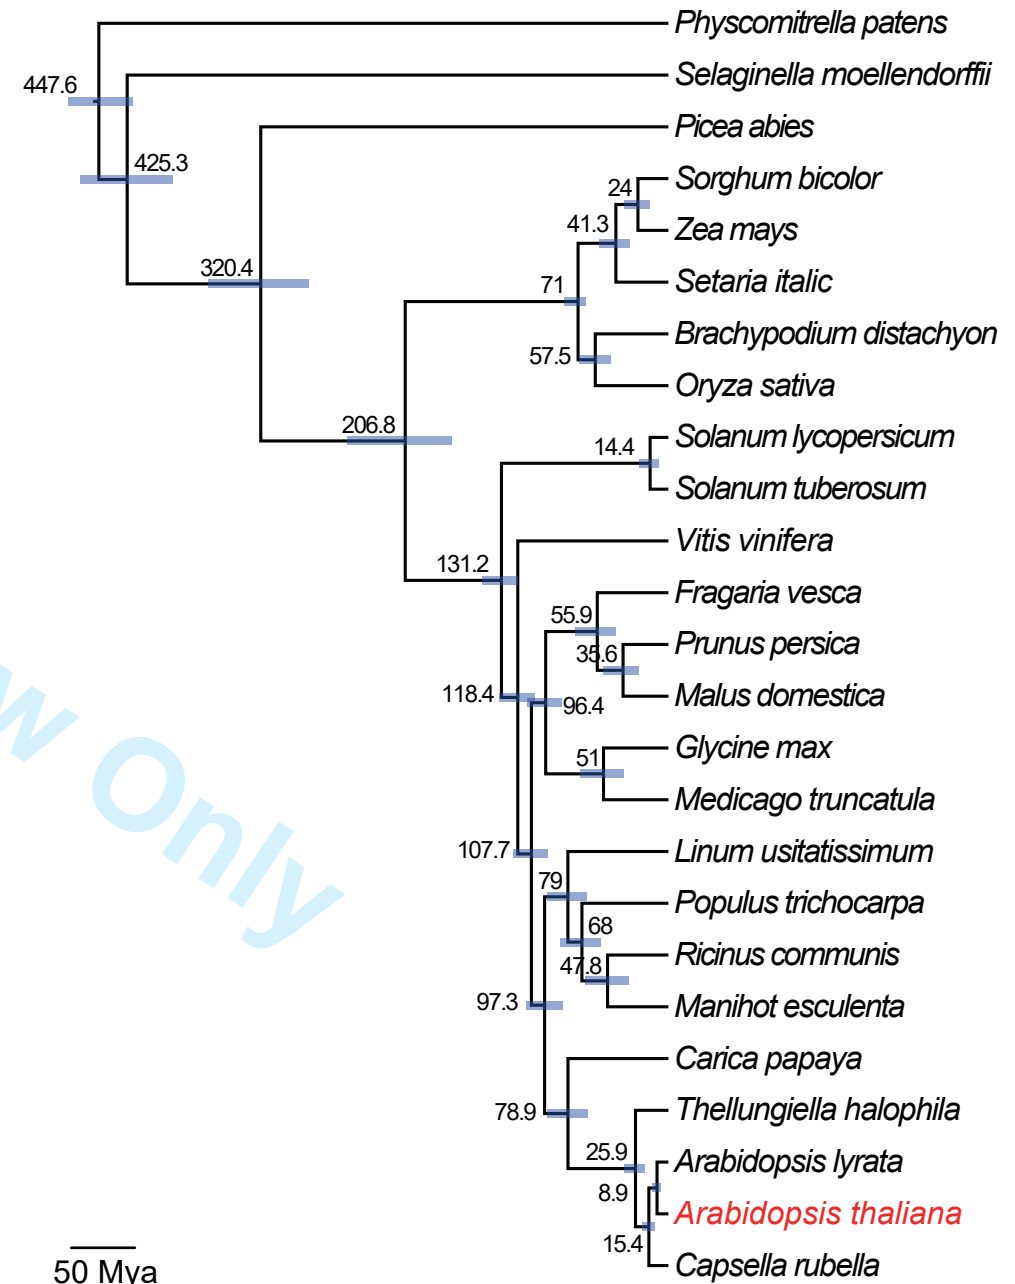 Physcomitrella patens
Selaginella moellendorffii
447.6
Picea abies
425.3
Sorghum bicolor
24
Zea mays
41.3
320.4
Setaria italic
71
Brachypodium distachyon
57.5
Oryza sativa
206.8
Solanum lycopersicum
14.4
Solanum tuberosum
Vitis vinifera
131.2
Fragaria vesca
55.9
Prunus persica
35.6
118.4
Malus domestica
96.4
Glycine max
51
Medicago truncatula
107.7
Linum usitatissimum
79
Populus trichocarpa
68
Ricinus communis
47.8
97.3
Manihot esculenta
Carica papaya
78.9
Thellungiella halophila
25.9
Arabidopsis lyrata
8.9
Arabidopsis thaliana
15.4
Capsella rubella
50 Mya
w Only